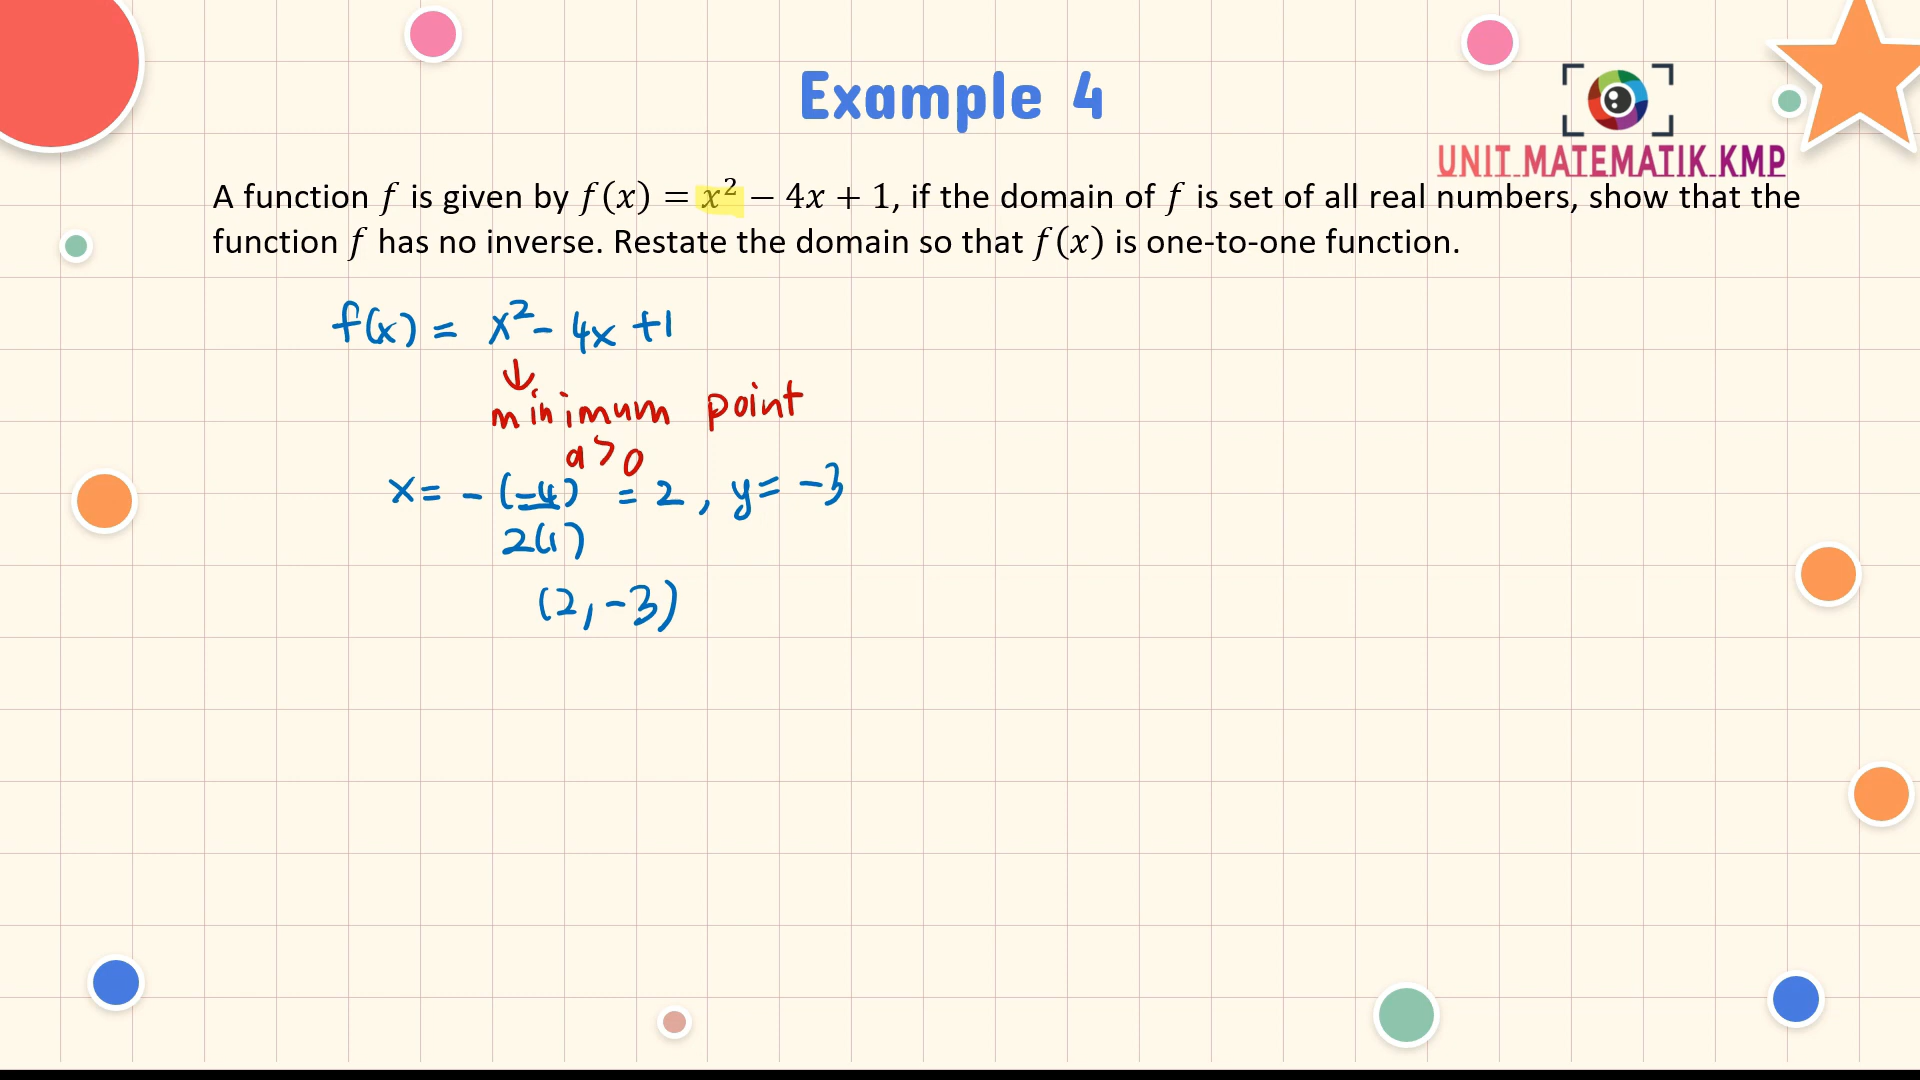 Example 4
UNIT.MATEMATIK.KMP
A function f is given by f(x) = x² − 4x + 1, if the domain of f is set of all real numbers, show that the
function f has no inverse. Restate the domain so that f(x) is one-to-one function.
f(x) = x² - 4x + 1
↓
minimum point
a > 0
x = - (-4) = 2 , y = -3
2(1)
(2, -3)